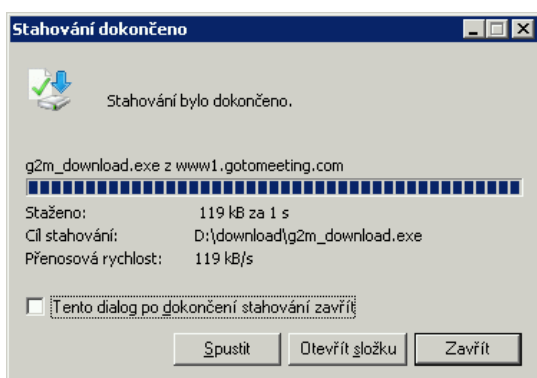 Stahování dokončeno
Stahování bylo dokončeno.
g2m_download.exe z www1.gotomeeting.com
Staženo: 119 kB za 1 s
Cíl stahování: D:\download\g2m_download.exe
Přenosová rychlost: 119 kB/s
Tento dialog po dokončení stahování zavřít
Spustit Otevřít složku Zavřít